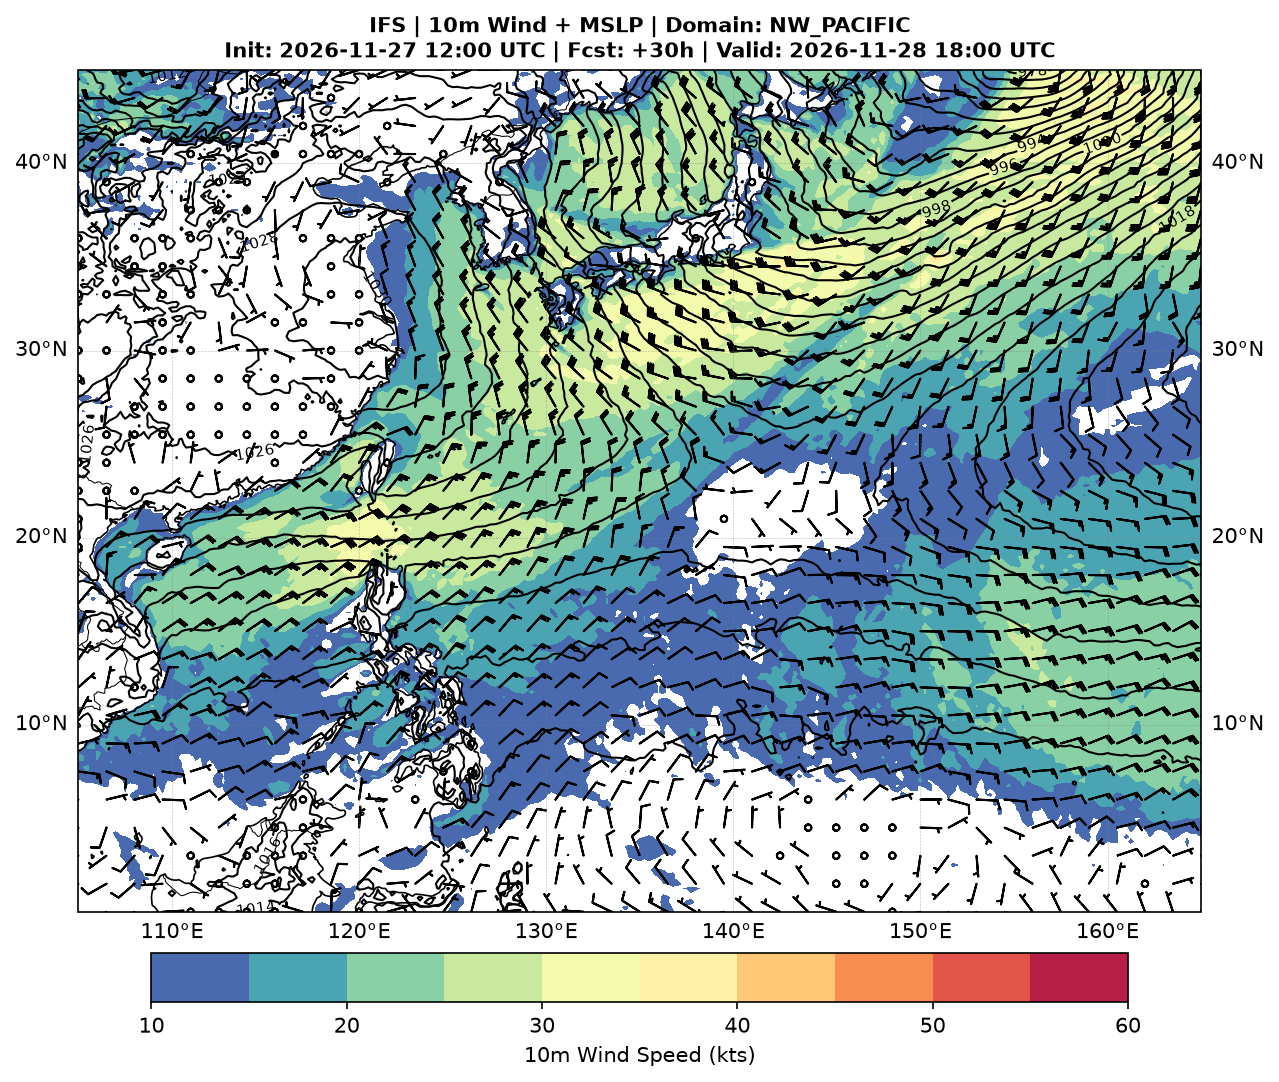 IFS | 10m Wind + MSLP | Domain: NW_PACIFIC
Init: 2026-11-27 12:00 UTC | Fcst: +30h | Valid: 2026-11-28 18:00 UTC
40°N
30°N
20°N
10°N
40°N
30°N
20°N
10°N
994
1000
996
998
1018
1028
1026
1026
1016
1014
110°E 120°E 130°E 140°E 150°E 160°E
10 20 30 40 50 60
10m Wind Speed (kts)